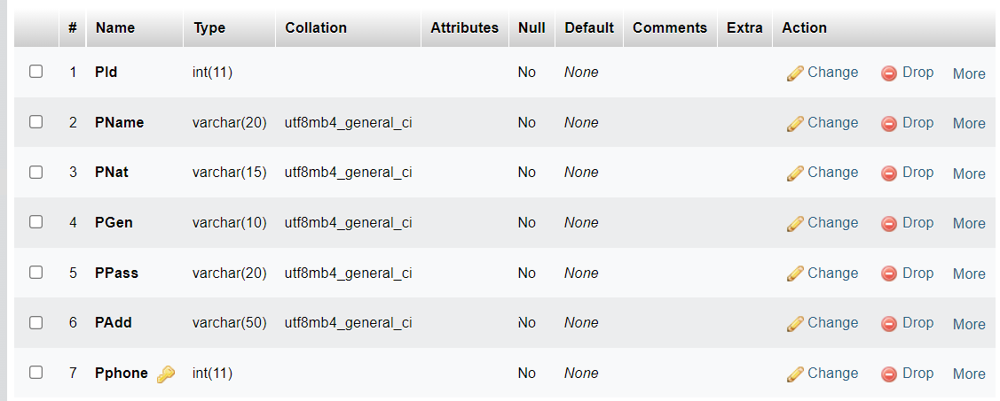 # Name Type Collation Attributes Null Default Comments Extra Action
1 PId int(11) No None Change Drop More
2 PName varchar(20) utf8mb4_general_ci No None Change Drop More
3 PNat varchar(15) utf8mb4_general_ci No None Change Drop More
4 PGen varchar(10) utf8mb4_general_ci No None Change Drop More
5 PPass varchar(20) utf8mb4_general_ci No None Change Drop More
6 PAdd varchar(50) utf8mb4_general_ci No None Change Drop More
7 Pphone int(11) No None Change Drop More